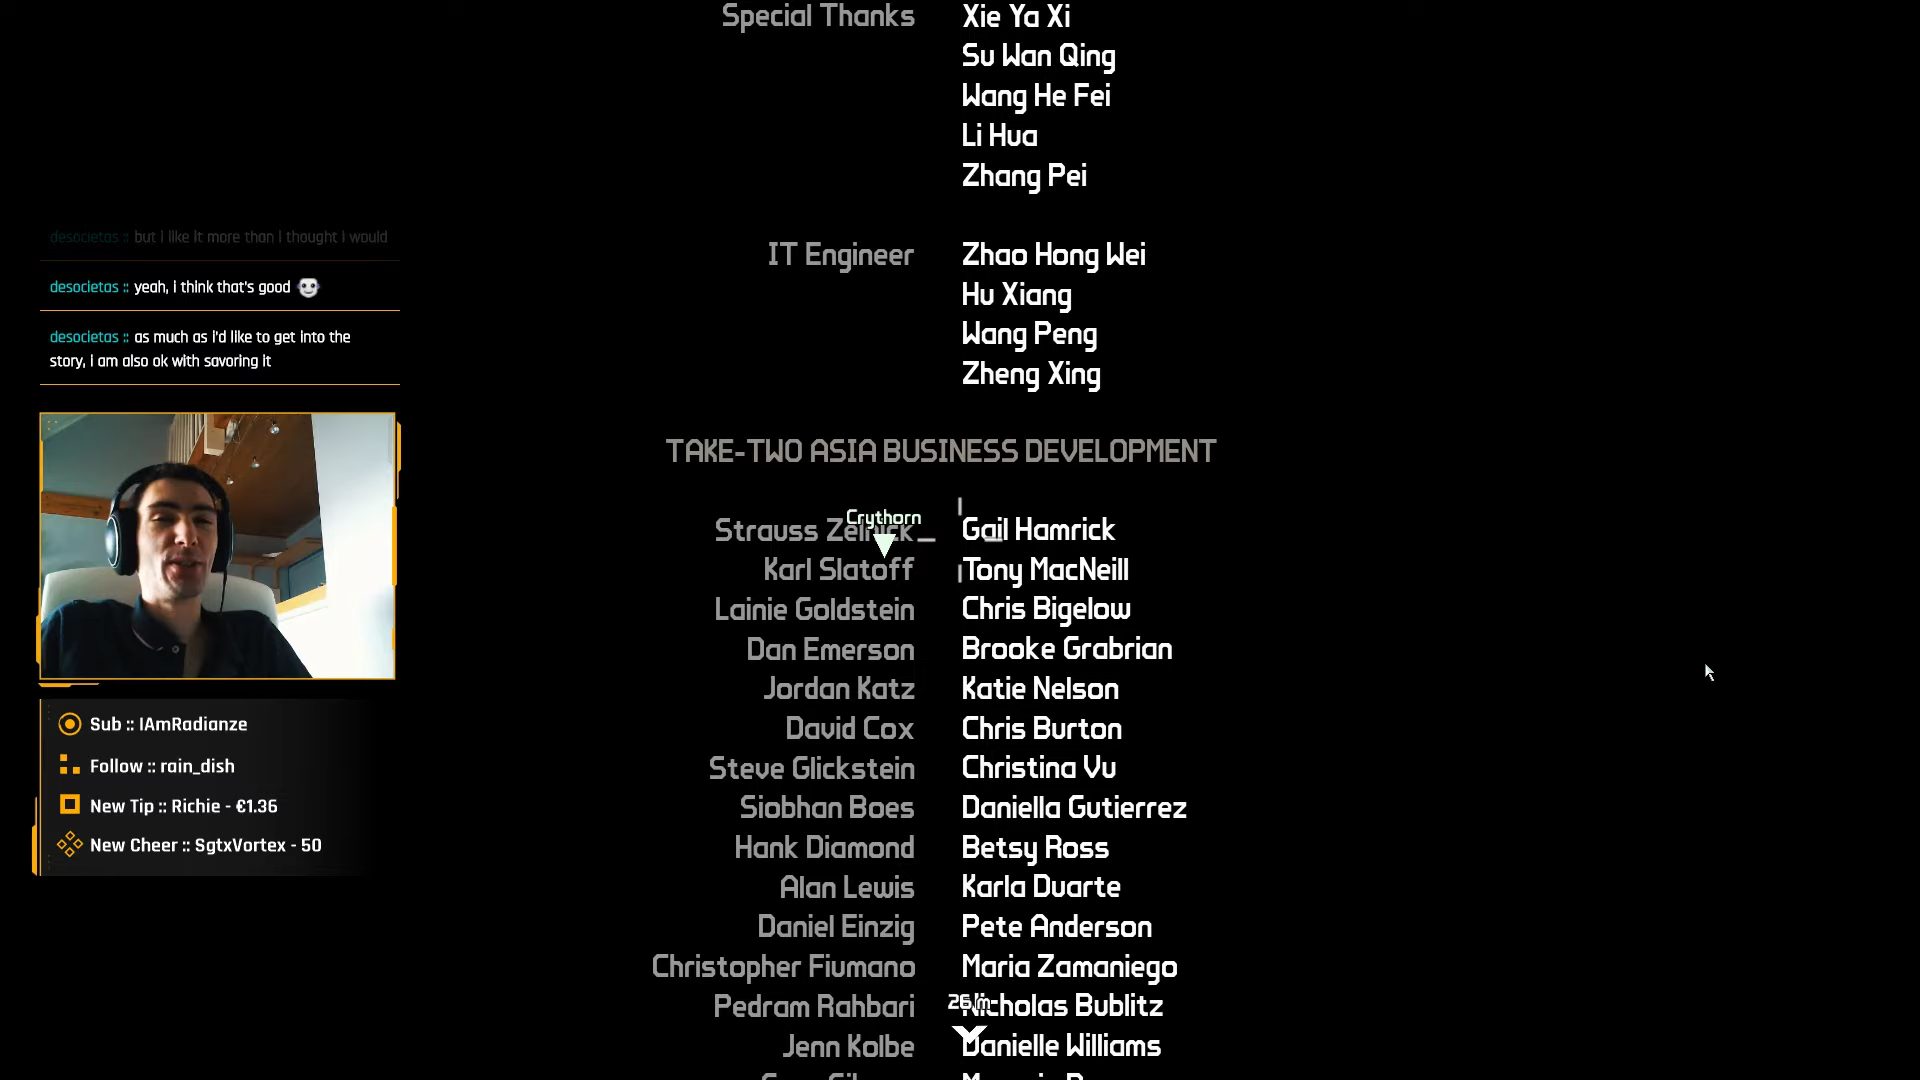 Special Thanks Xie Ya Xi
Su Wan Qing
Wang He Fei
Li Hua
Zhang Pei
IT Engineer Zhao Hong Wei
Hu Xiang
Wang Peng
Zheng Xing
TAKE-TWO ASIA BUSINESS DEVELOPMENT
Crythorn
Strauss Zelnick Gail Hamrick
Karl Slatoff Tony MacNeill
Lainie Goldstein Chris Bigelow
Dan Emerson Brooke Grabrian
Jordan Katz Katie Nelson
David Cox Chris Burton
Steve Glickstein Christina Vu
Siobhan Boes Daniella Gutierrez
Hank Diamond Betsy Ross
Alan Lewis Karla Duarte
Daniel Einzig Pete Anderson
Christopher Fiumano Maria Zamaniego
Pedram Rahbari Nicholas Bublitz
Jenn Kolbe Danielle Williams
desocietas :: but i like it more than i thought i would
desocietas :: yeah, i think that's good
desocietas :: as much as i'd like to get into the
story, i am also ok with savoring it
Sub :: IAmRadianze
Follow :: rain_dish
New Tip :: Richie - €1.36
New Cheer :: SgtxVortex - 50